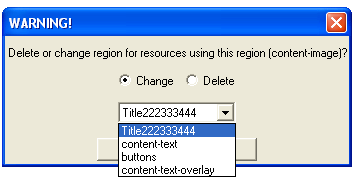 WARNING!
Delete or change region for resources using this region (content-image)?
Change Delete
Title222333444
Title222333444
content-text
buttons
content-text-overlay